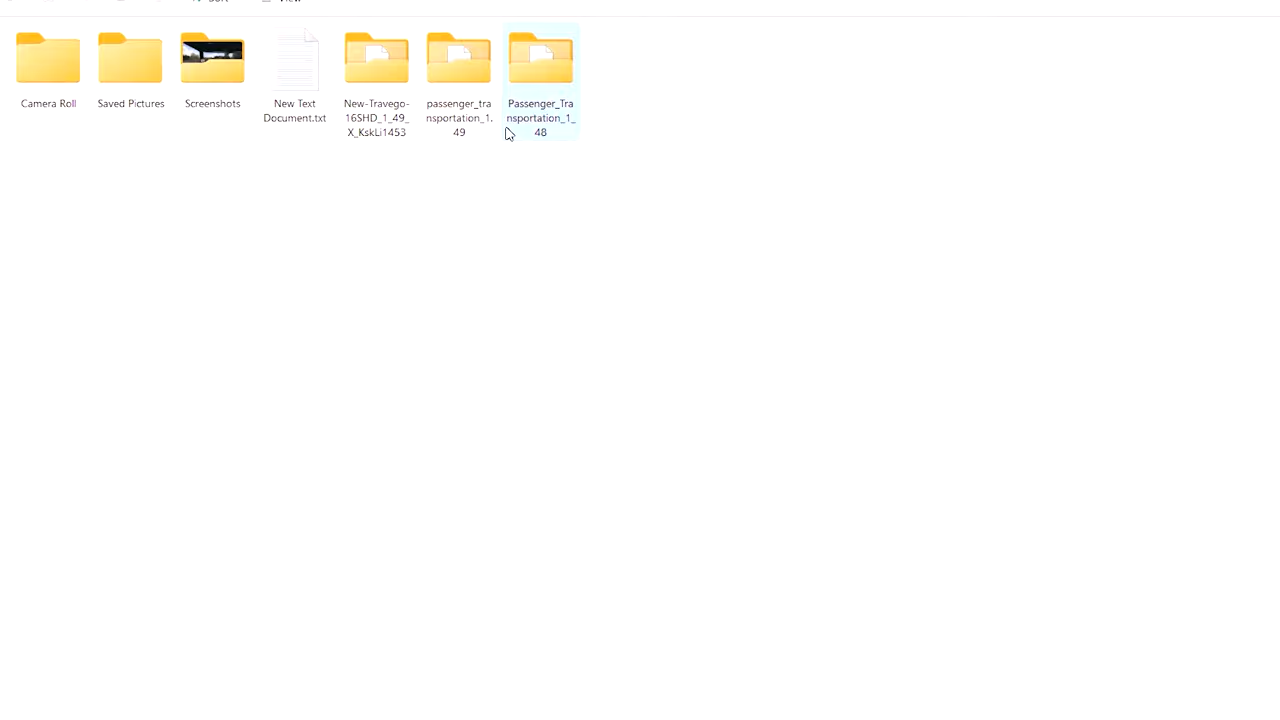 View
Camera Roll
Saved Pictures
Screenshots
New Text
Document.txt
New-Travego-
16SHD_1_49_
X_KskLi1453
passenger_tra
nsportation_1.
49
Passenger_Tra
nsportation_1_
48